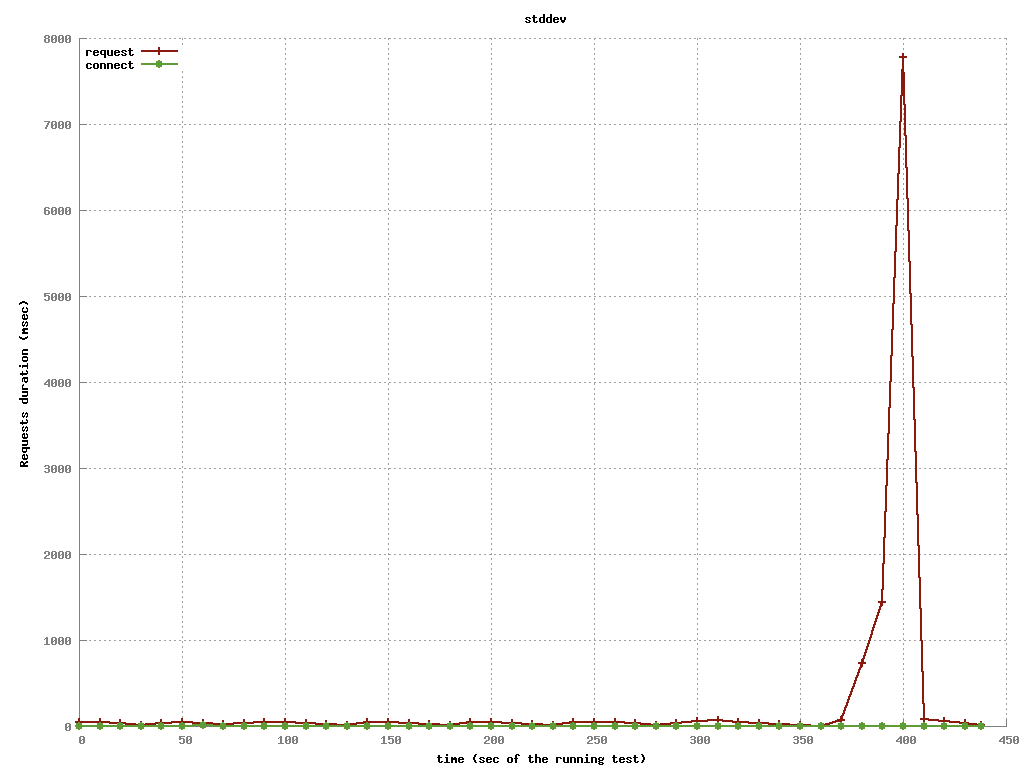 stddev
8000
request
connect
7000
6000
5000
4000
3000
2000
1000
0
Requests duration (msec)
0 50 100 150 200 250 300 350 400 450
time (sec of the running test)